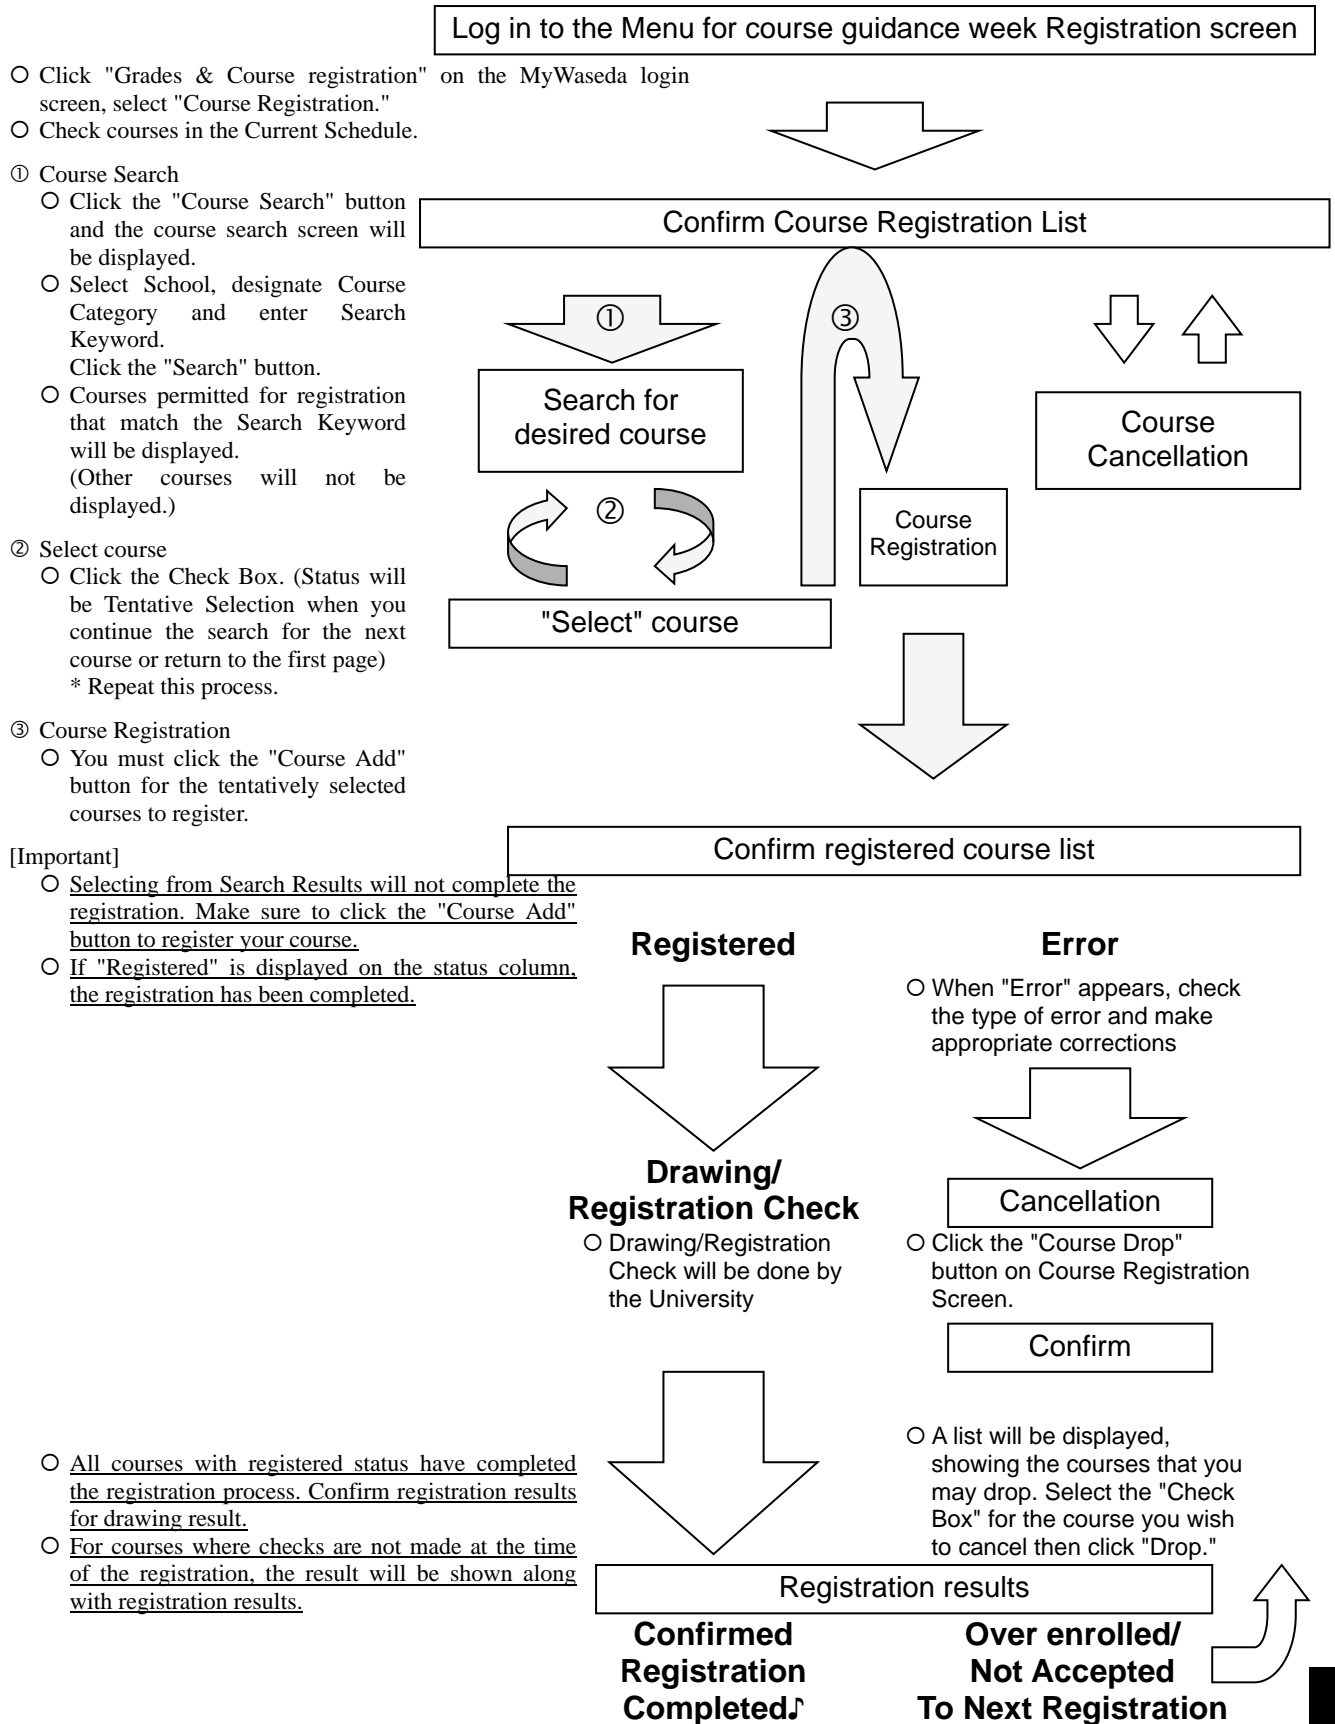 Log in to the Menu for course guidance week Registration screen
○ Click "Grades & Course registration" on the MyWaseda login
screen, select "Course Registration."
○ Check courses in the Current Schedule.
① Course Search
○ Click the "Course Search" button
and the course search screen will
be displayed.
○ Select School, designate Course
Category and enter Search
Keyword.
Click the "Search" button.
○ Courses permitted for registration
that match the Search Keyword
will be displayed.
(Other courses will not be
displayed.)
② Select course
○ Click the Check Box. (Status will
be Tentative Selection when you
continue the search for the next
course or return to the first page)
* Repeat this process.
③ Course Registration
○ You must click the "Course Add"
button for the tentatively selected
courses to register.
[Important]
○ Selecting from Search Results will not complete the
registration. Make sure to click the "Course Add"
button to register your course.
○ If "Registered" is displayed on the status column,
the registration has been completed.
○ All courses with registered status have completed
the registration process. Confirm registration results
for drawing result.
○ For courses where checks are not made at the time
of the registration, the result will be shown along
with registration results.
Confirm Course Registration List
①
Search for
desired course
②
"Select" course
③
Course
Registration
Course
Cancellation
Confirm registered course list
Registered
Drawing/
Registration Check
○ Drawing/Registration
Check will be done by
the University
Error
○ When "Error" appears, check
the type of error and make
appropriate corrections
Cancellation
○ Click the "Course Drop"
button on Course Registration
Screen.
Confirm
○ A list will be displayed,
showing the courses that you
may drop. Select the "Check
Box" for the course you wish
to cancel then click "Drop."
Registration results
Confirmed
Registration
Completed♪
Over enrolled/
Not Accepted
To Next Registration